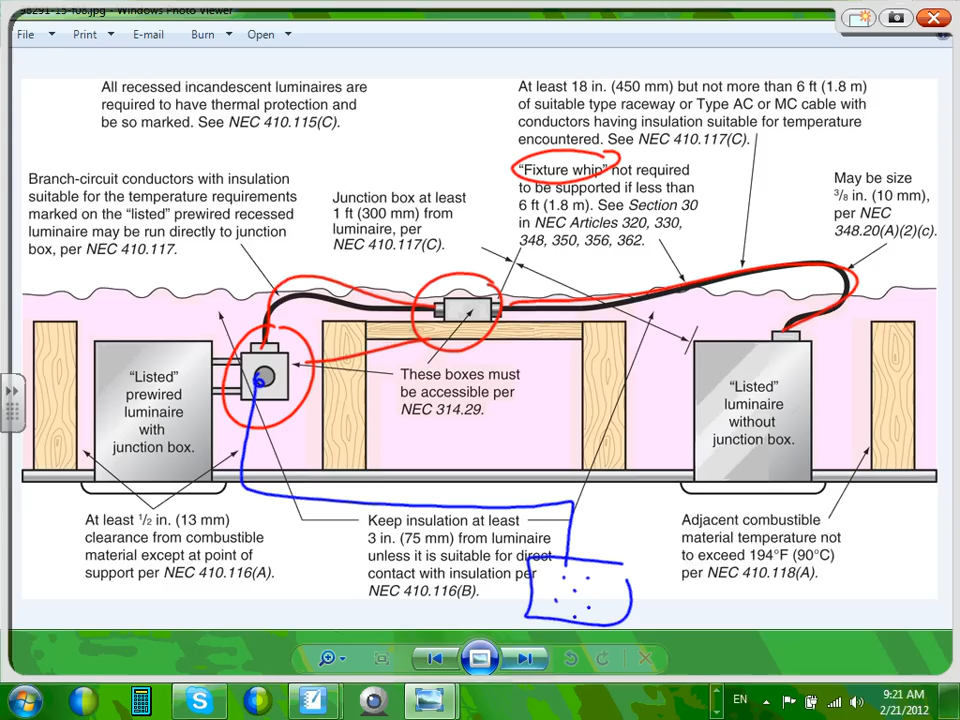 98291-15-f08.jpg - Windows Photo Viewer
File Print E-mail Burn Open
All recessed incandescent luminaires are
required to have thermal protection and
be so marked. See NEC 410.115(C).
At least 18 in. (450 mm) but not more than 6 ft (1.8 m)
of suitable type raceway or Type AC or MC cable with
conductors having insulation suitable for temperature
encountered. See NEC 410.117(C).
Branch-circuit conductors with insulation
suitable for the temperature requirements
marked on the “listed” prewired recessed
luminaire may be run directly to junction
box, per NEC 410.117.
Junction box at least
1 ft (300 mm) from
luminaire, per
NEC 410.117(C).
“Fixture whip” not required
to be supported if less than
6 ft (1.8 m). See Section 30
in NEC Articles 320, 330,
348, 350, 356, 362.
May be size
3/8 in. (10 mm),
per NEC
348.20(A)(2)(c).
“Listed”
prewired
luminaire
with
junction box.
These boxes must
be accessible per
NEC 314.29.
“Listed”
luminaire
without
junction box.
At least 1/2 in. (13 mm)
clearance from combustible
material except at point of
support per NEC 410.116(A).
Keep insulation at least
3 in. (75 mm) from luminaire
unless it is suitable for direct
contact with insulation per
NEC 410.116(B).
Adjacent combustible
material temperature not
to exceed 194°F (90°C)
per NEC 410.118(A).
EN
9:21 AM
2/21/2012